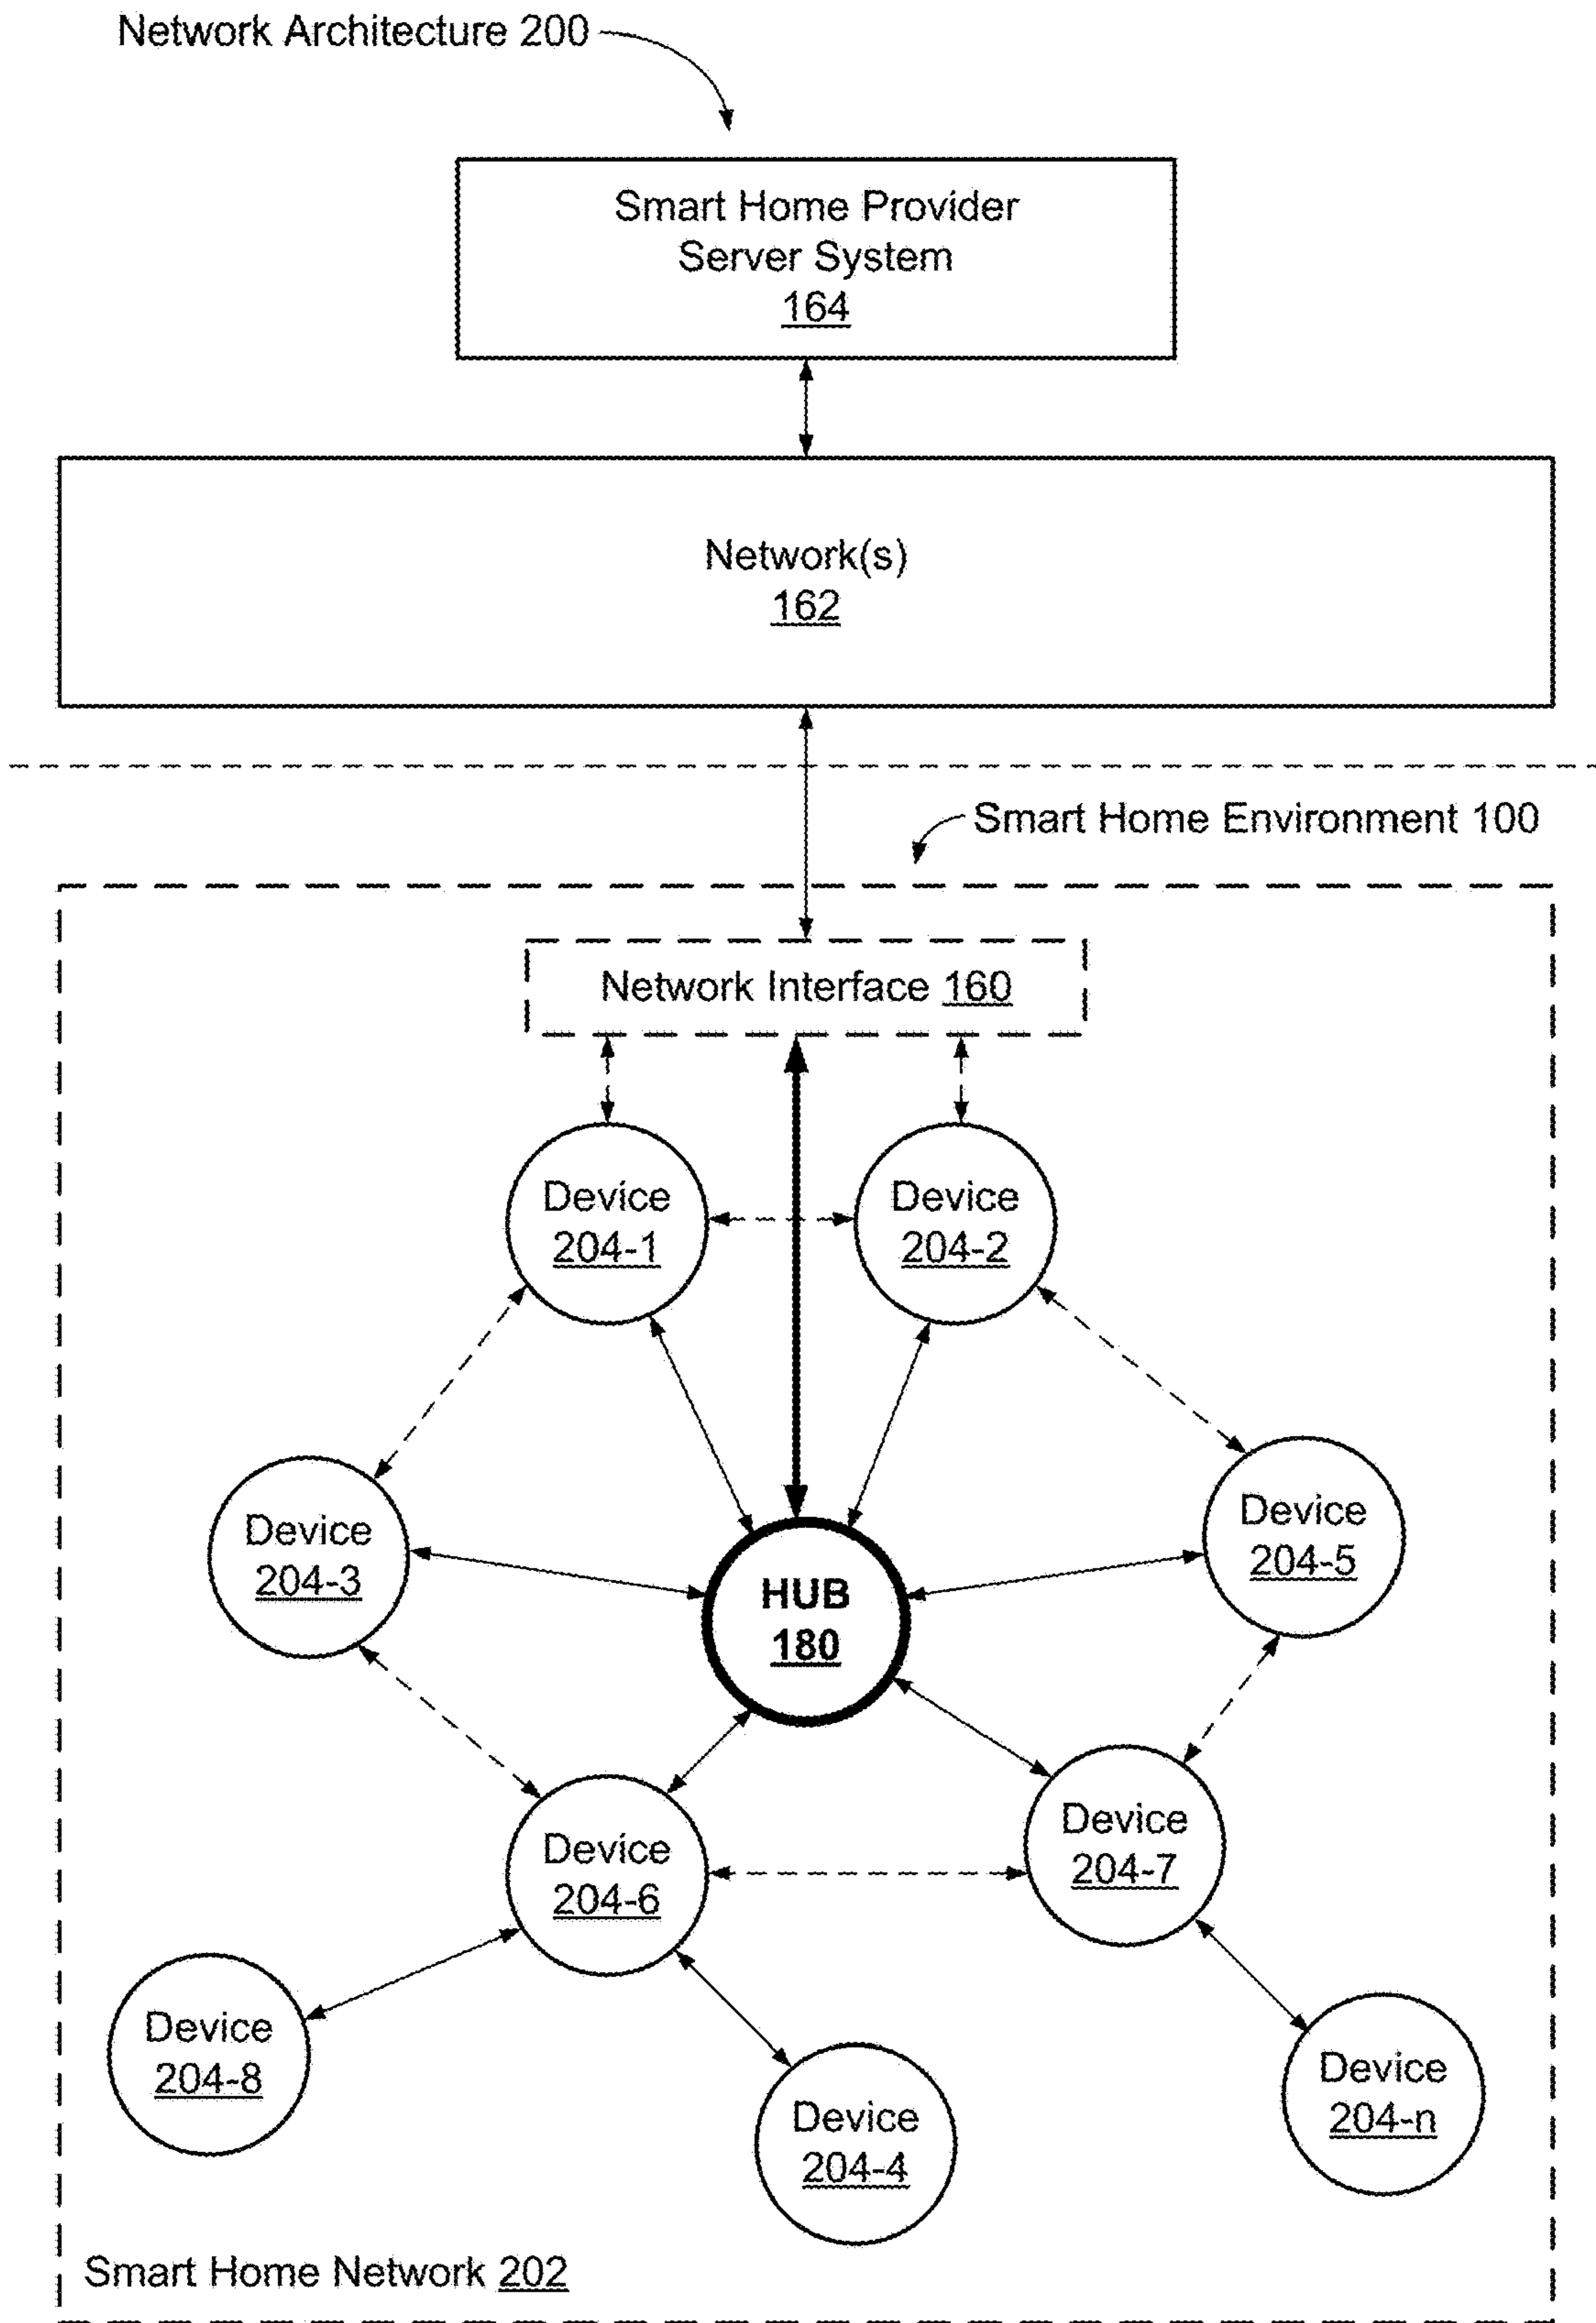 Network Architecture 200
Smart Home Provider
Server System
164
Network(s)
162
Smart Home Environment 100
Network Interface 160
Device
204-1
Device
204-2
Device
204-3
Device
204-5
HUB
180
Device
204-6
Device
204-7
Device
204-8
Device
204-4
Device
204-n
Smart Home Network 202